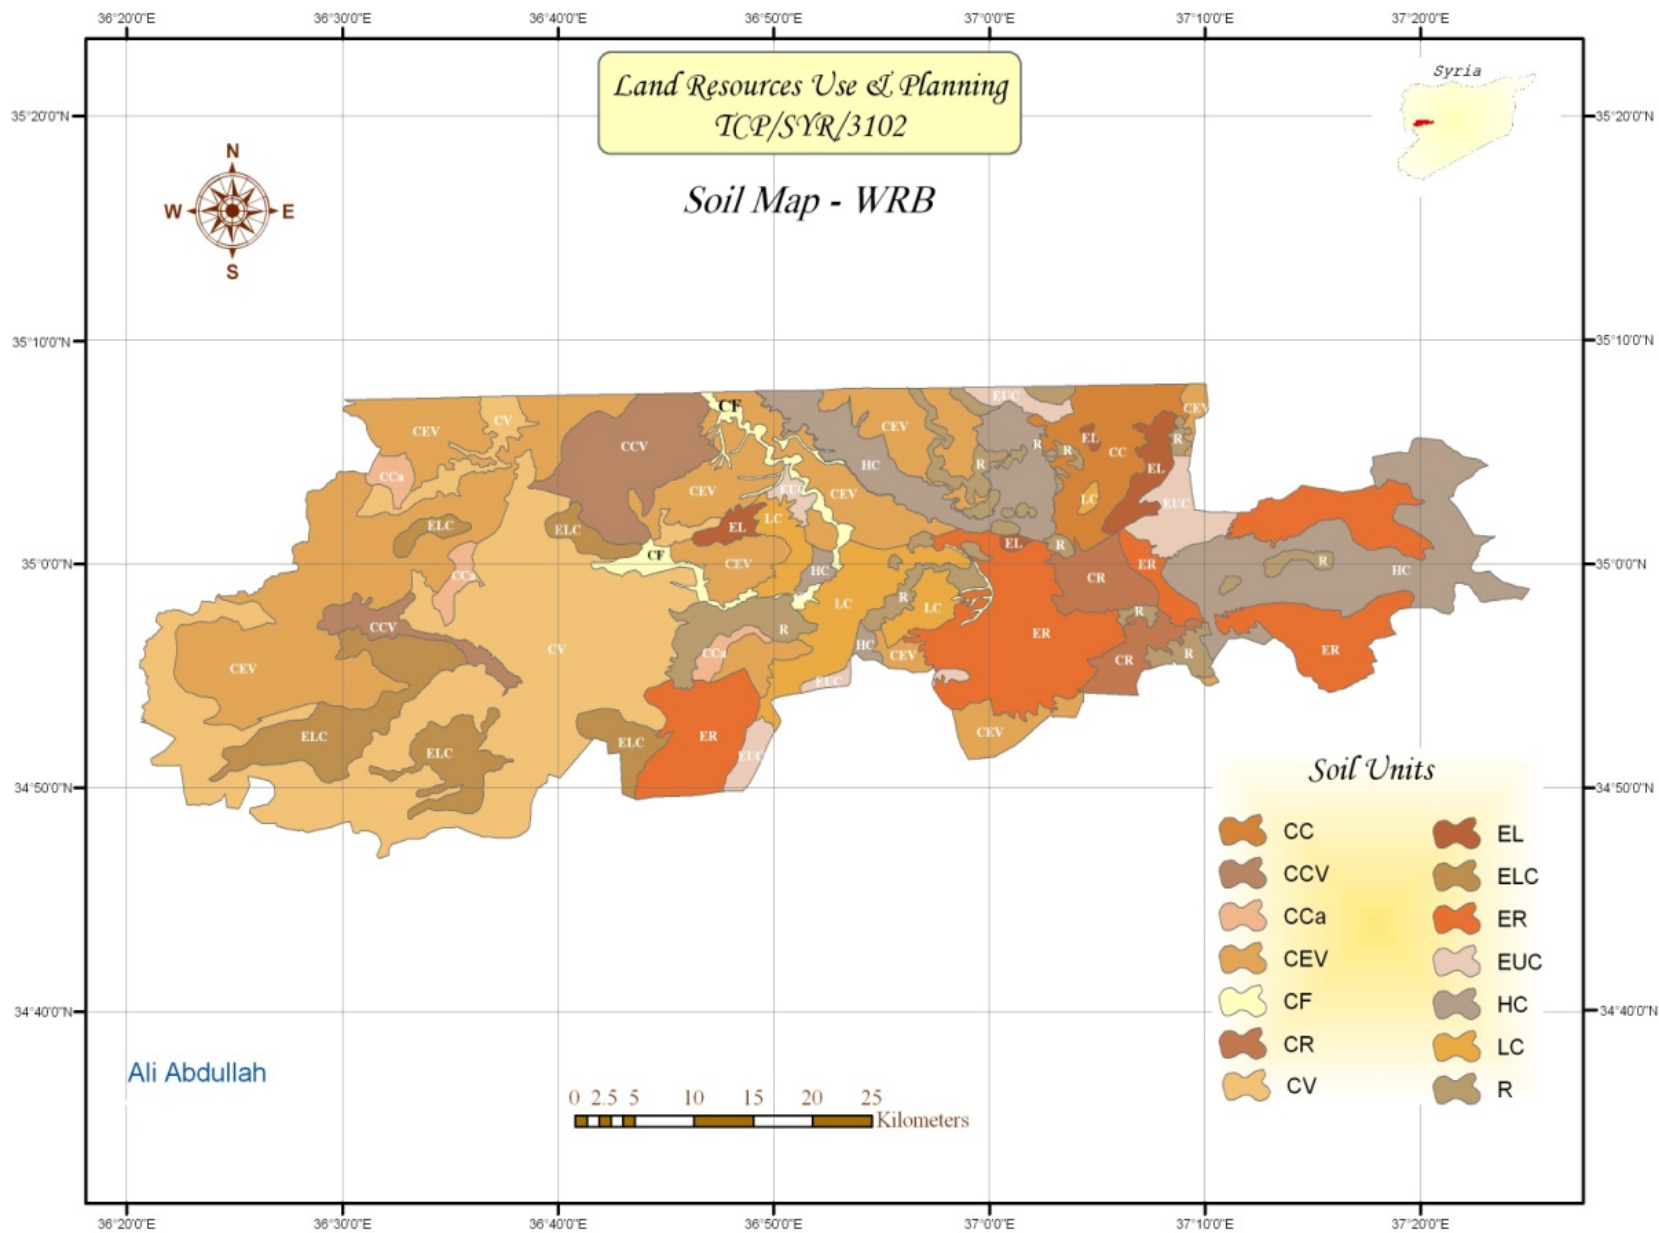 36°20'0"E 36°30'0"E 36°40'0"E 36°50'0"E 37°0'0"E 37°10'0"E 37°20'0"E
Land Resources Use & Planning
TCP/SYR/3102
Syria
35°20'0"N 35°20'0"N
Soil Map - WRB
N
W E
S
35°10'0"N 35°10'0"N
CF
EUC
CEV
CV
CEV
CEV
CCV
R
EL
R
R
CC
HC
R
EL
CCa
CEV
EUC
CEV
LC
EUC
ELC
ELC
EL
LC
CF
EL
R
35°0'0"N 35°0'0"N
CEV
HC
ER
R
HC
CCa
CR
R
LC
LC
R
CCV
R
ER
HC
CV
CCa
CEV
CR
R
ER
CEV
EUC
ELC
ER
ELC
ELC
EUC
CEV
34°50'0"N 34°50'0"N
Soil Units
CC EL
CCV ELC
CCa ER
CEV EUC
CF HC
CR LC
CV R
34°40'0"N 34°40'0"N
Ali Abdullah
0 2.5 5 10 15 20 25
Kilometers
36°20'0"E 36°30'0"E 36°40'0"E 36°50'0"E 37°0'0"E 37°10'0"E 37°20'0"E